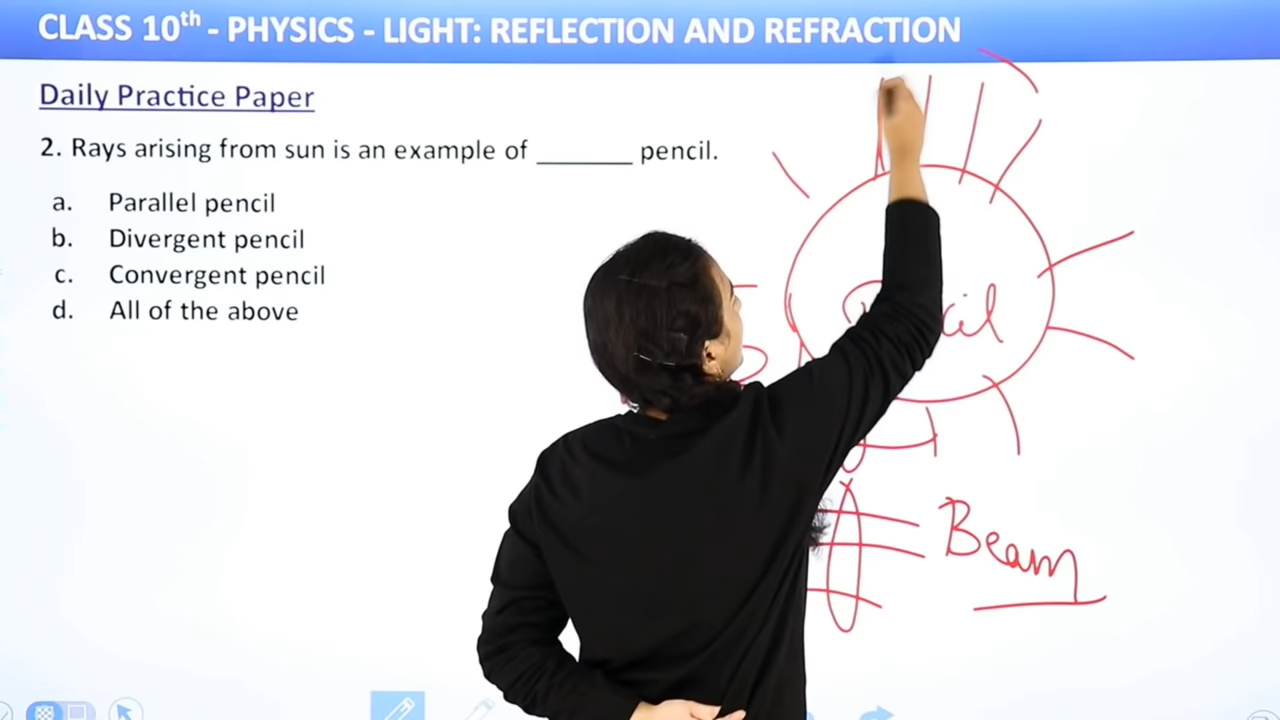 CLASS 10th - PHYSICS - LIGHT: REFLECTION AND REFRACTION
Daily Practice Paper
2. Rays arising from sun is an example of _______ pencil.
a. Parallel pencil
b. Divergent pencil
c. Convergent pencil
d. All of the above
Beam